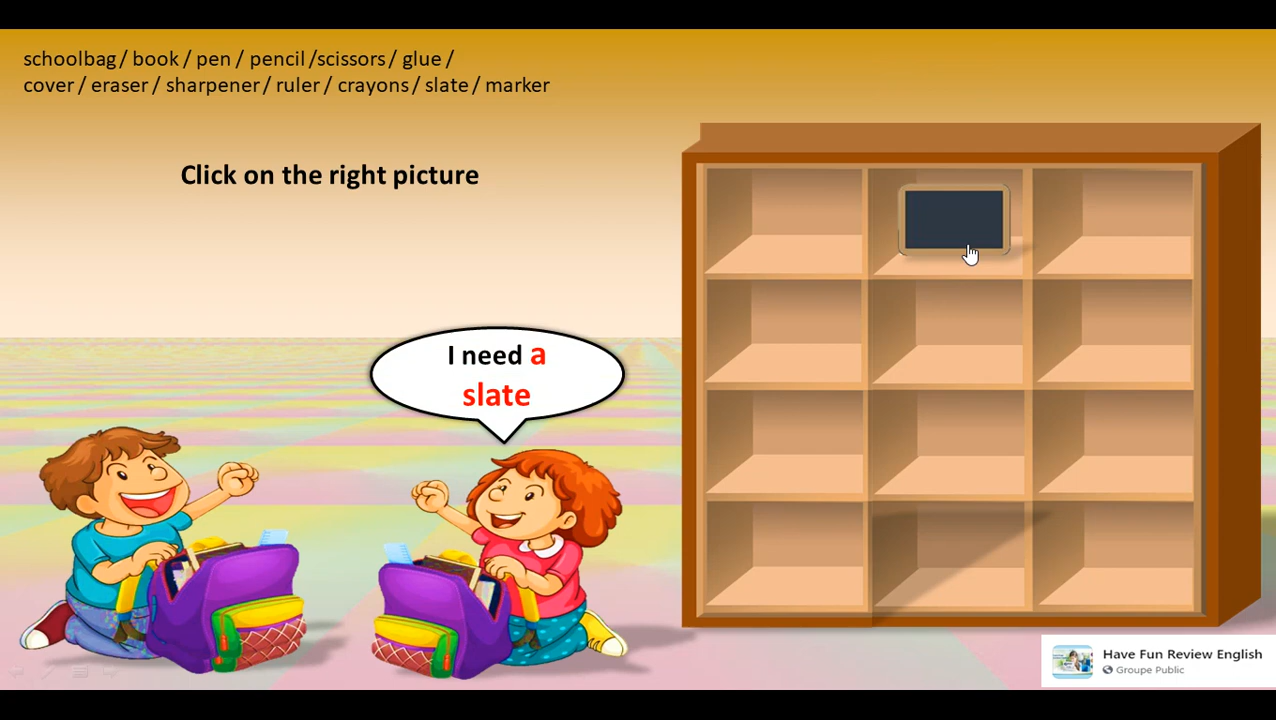 schoolbag / book / pen / pencil /scissors / glue /
cover / eraser / sharpener / ruler / crayons / slate / marker
Click on the right picture
I need a
slate
Have Fun Review English
Groupe Public